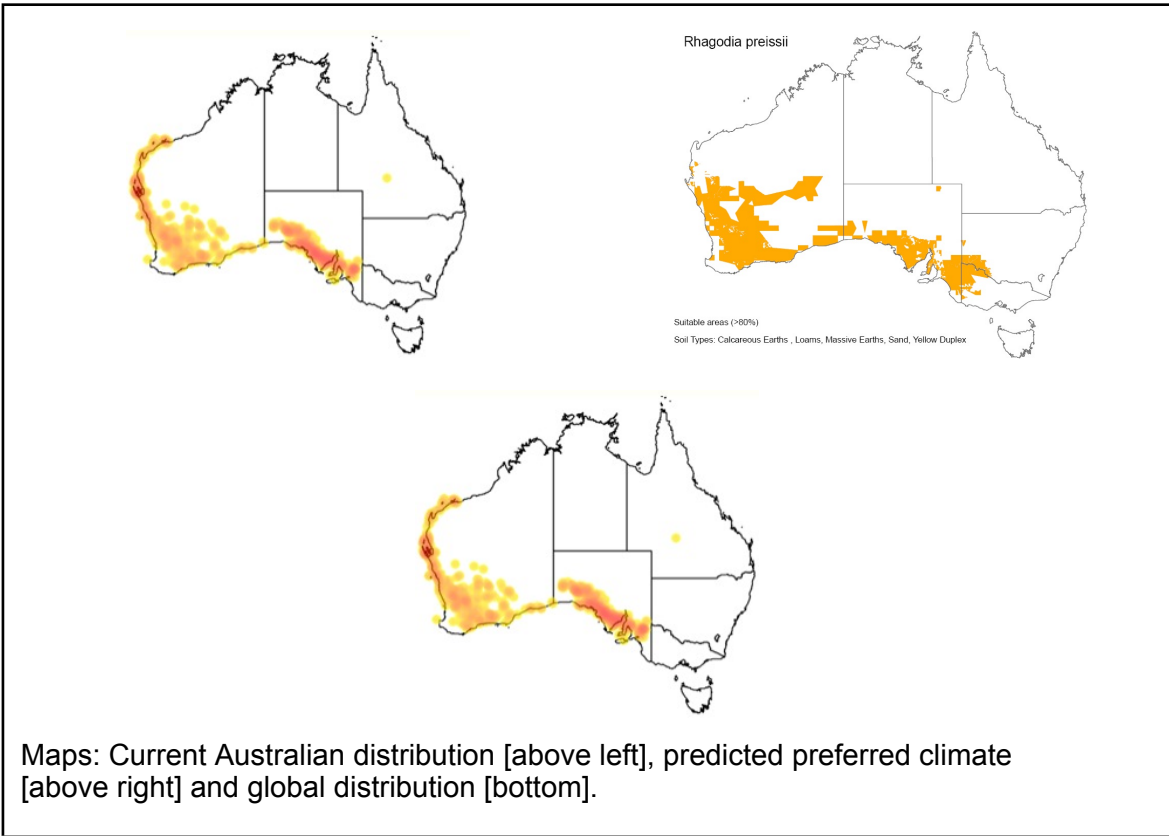 Rhagodia preissii
Suitable areas (>80%)
Soil Types: Calcareous Earths , Loams, Massive Earths, Sand, Yellow Duplex
Maps: Current Australian distribution [above left], predicted preferred climate
[above right] and global distribution [bottom].